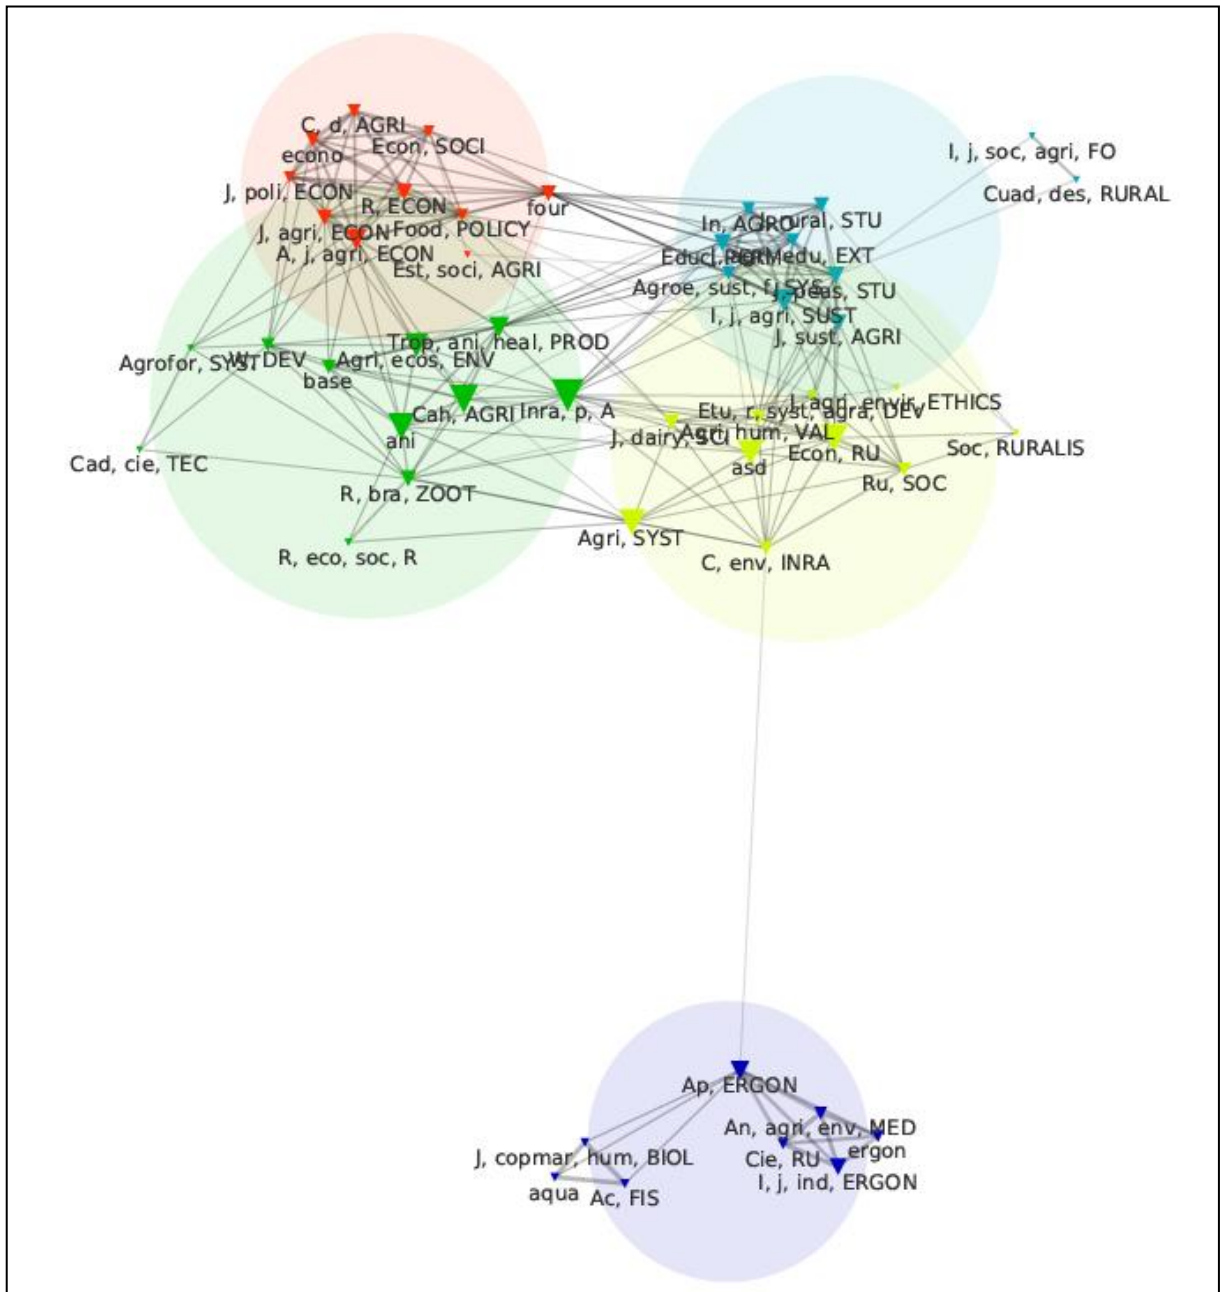 C, d, AGRI
Econ, SOCI
econo
I, j, soc, agri, FO
J, poli, ECON
Cuad, des, RURAL
R, ECON
four
In, AGRO
rural, STU
J, agri, ECON
Food, POLICY
A, j, agri, ECON
Est, soci, AGRI
edu, EXT
Agroe, sust, f, SYS
peas, STU
I, j, agri, SUST
J, sust, AGRI
Trop, ani, heal, PROD
Agrofor, SYST
W, DEV
Agri, ecos, ENV
base
Cah, AGRI
Inra, p, A
J, agri, envir, ETHICS
Etu, r, syst, agra, DEV
ani
J, dairy, SCI
Agri, hum, VAL
Econ, RU
Soc, RURALIS
Cad, cie, TEC
asd
Ru, SOC
R, bra, ZOOT
Agri, SYST
R, eco, soc, R
C, env, INRA
Ap, ERGON
An, agri, env, MED
ergon
J, copmar, hum, BIOL
Cie, RU
I, j, ind, ERGON
aqua
Ac, FIS